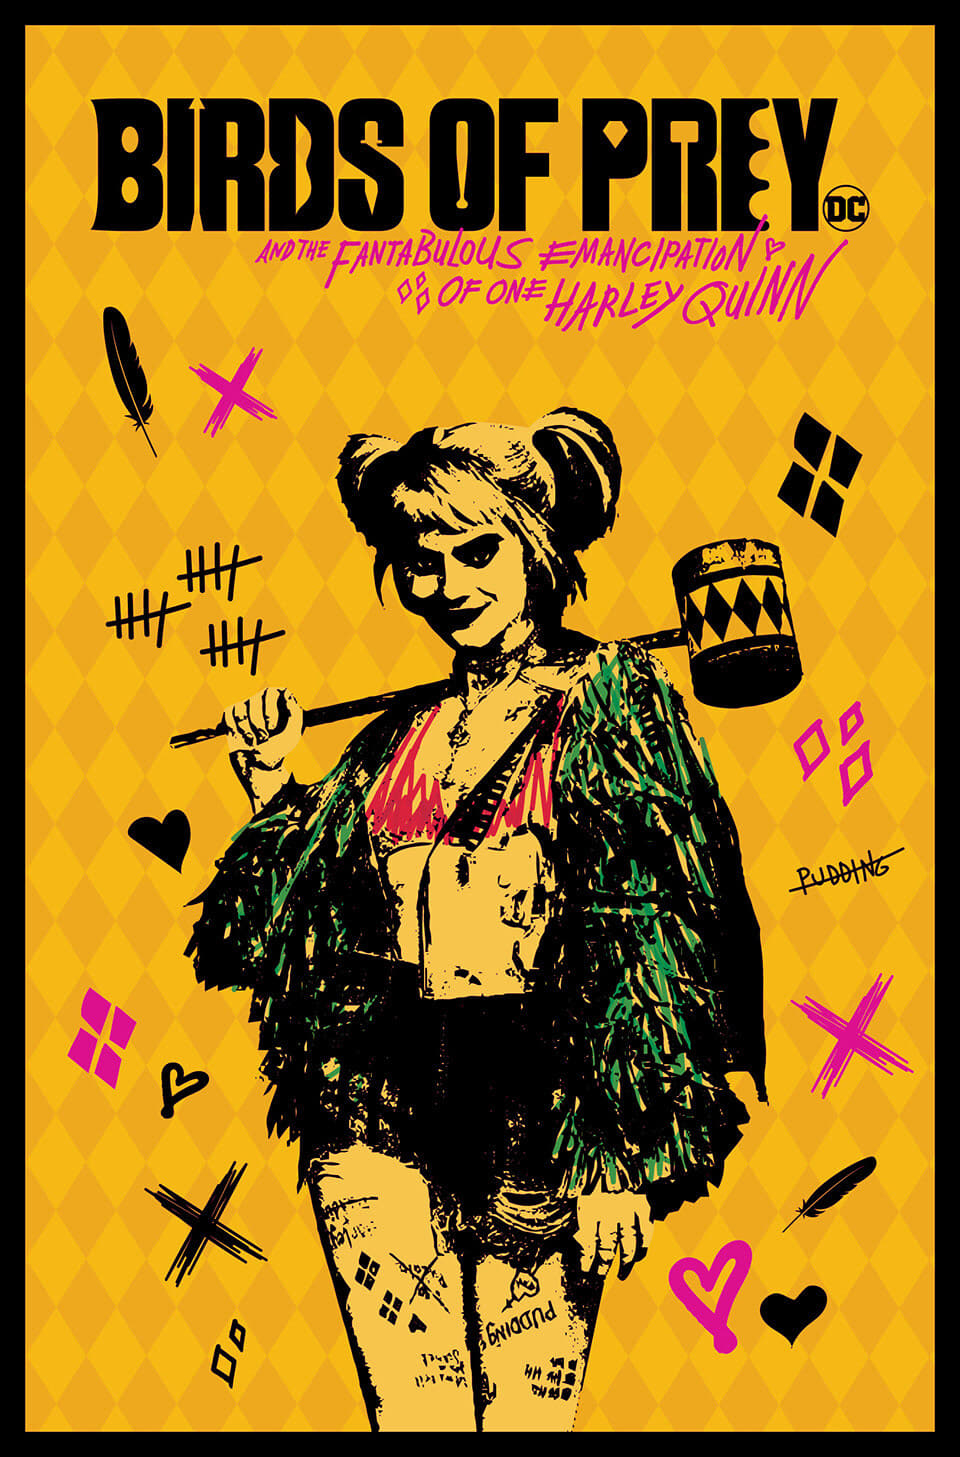 BIRDS OF PREY
DC
AND THE FANTABULOUS EMANCIPATION
OF ONE HARLEY QUINN
PUDDING
PUDDING